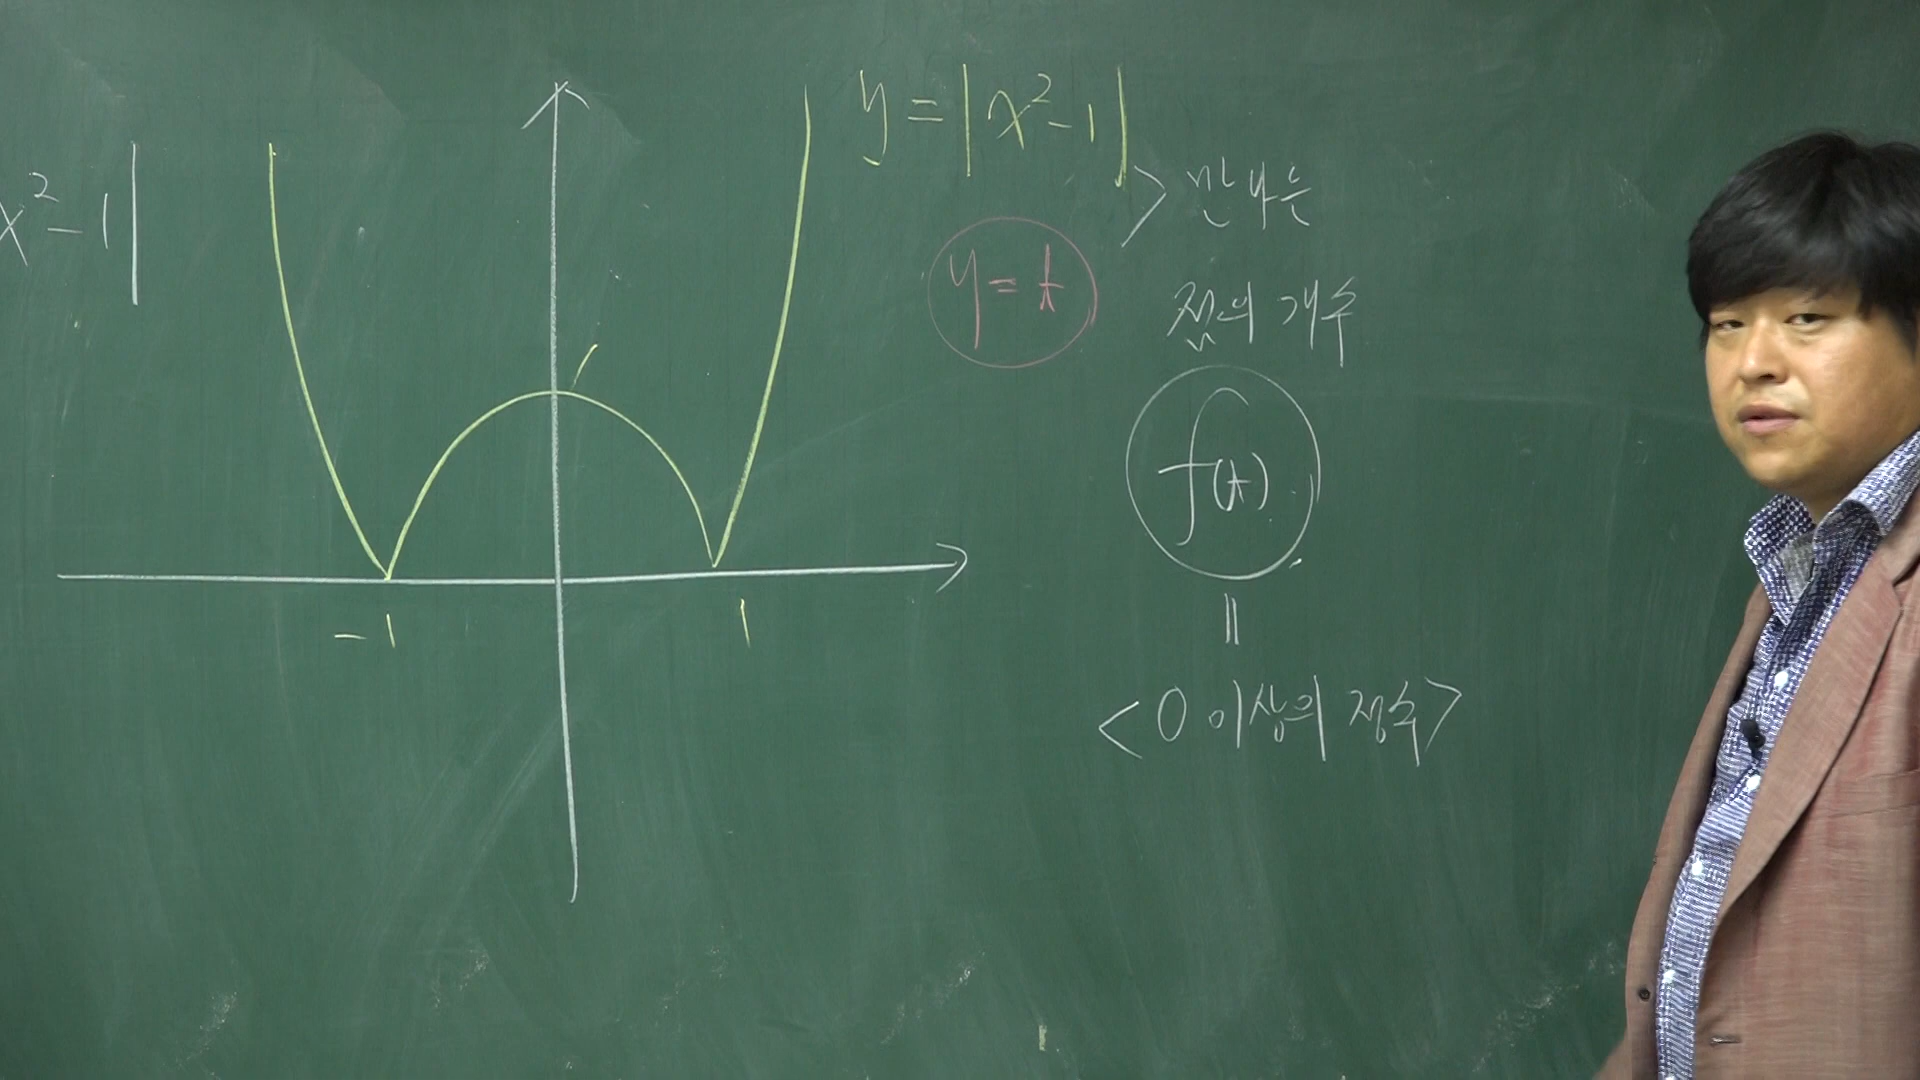 x²-1|
y=|x²-1|
> 만나는
y=t
점의 개수
f(t)
=
<0 이상의 정수>
1
-1
1